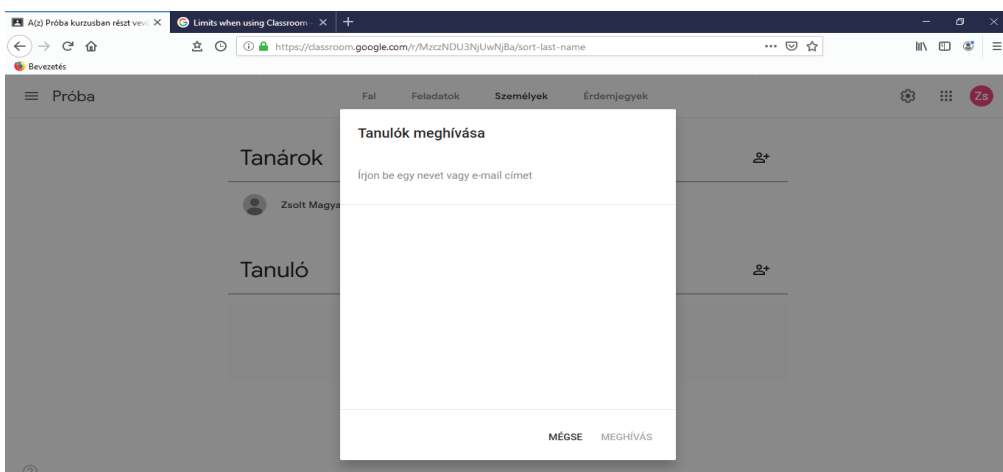 A(z) Próba kurzusban részt vevő
Limits when using Classroom -
https://classroom.google.com/r/MzczNDU3NjUwNjBa/sort-last-name
Bevezetés
Próba
Fal Feladatok Személyek Érdemjegyek
Zs
Tanulók meghívása
Tanárok
Írjon be egy nevet vagy e-mail címet
Zsolt Magya
Tanuló
MÉGSE MEGHÍVÁS